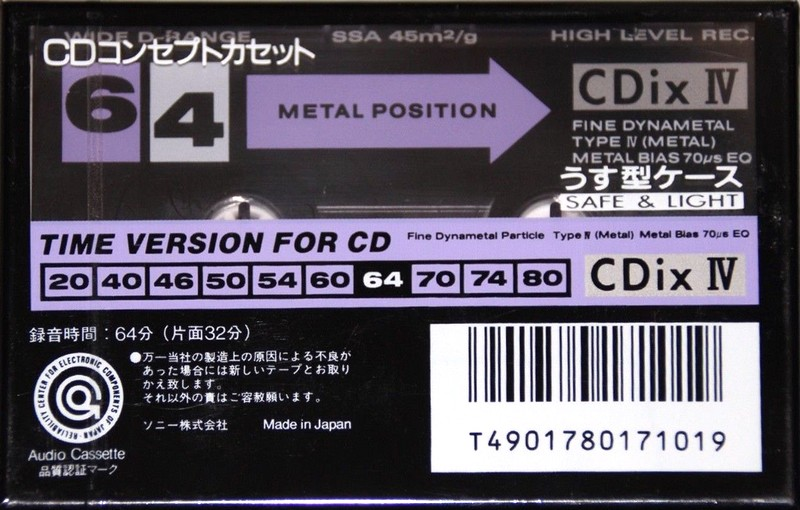 WIDE D-RANGE SSA 45m²/g HIGH LEVEL REC.
CDコンセプトカセット
64 METAL POSITION CDix Ⅳ
FINE DYNAMETAL
TYPE Ⅳ (METAL)
METAL BIAS 70μs EQ
うす型ケース
SAFE & LIGHT
TIME VERSION FOR CD Fine Dynametal Particle Type Ⅳ (Metal) Metal Bias 70μs EQ
20 40 46 50 54 60 64 70 74 80 CDix Ⅳ
録音時間:64分(片面32分)
RELIABILITY CENTER FOR ELECTRONIC COMPONENTS OF JAPAN
●万一当社の製造上の原因による不良が
あった場合には新しいテープとお取り
かえ致します。
それ以外の責はご容赦願います。
ソニー株式会社 Made in Japan
Audio Cassette
品質認証マーク
T4901780171019